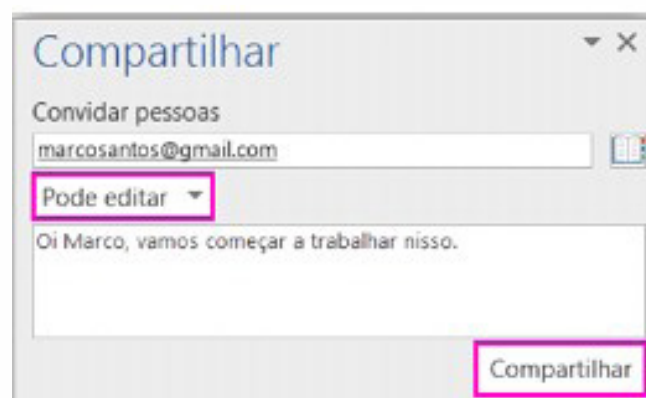 Compartilhar
Convidar pessoas
marcosantos@gmail.com
Pode editar
Oi Marco, vamos começar a trabalhar nisso.
Compartilhar